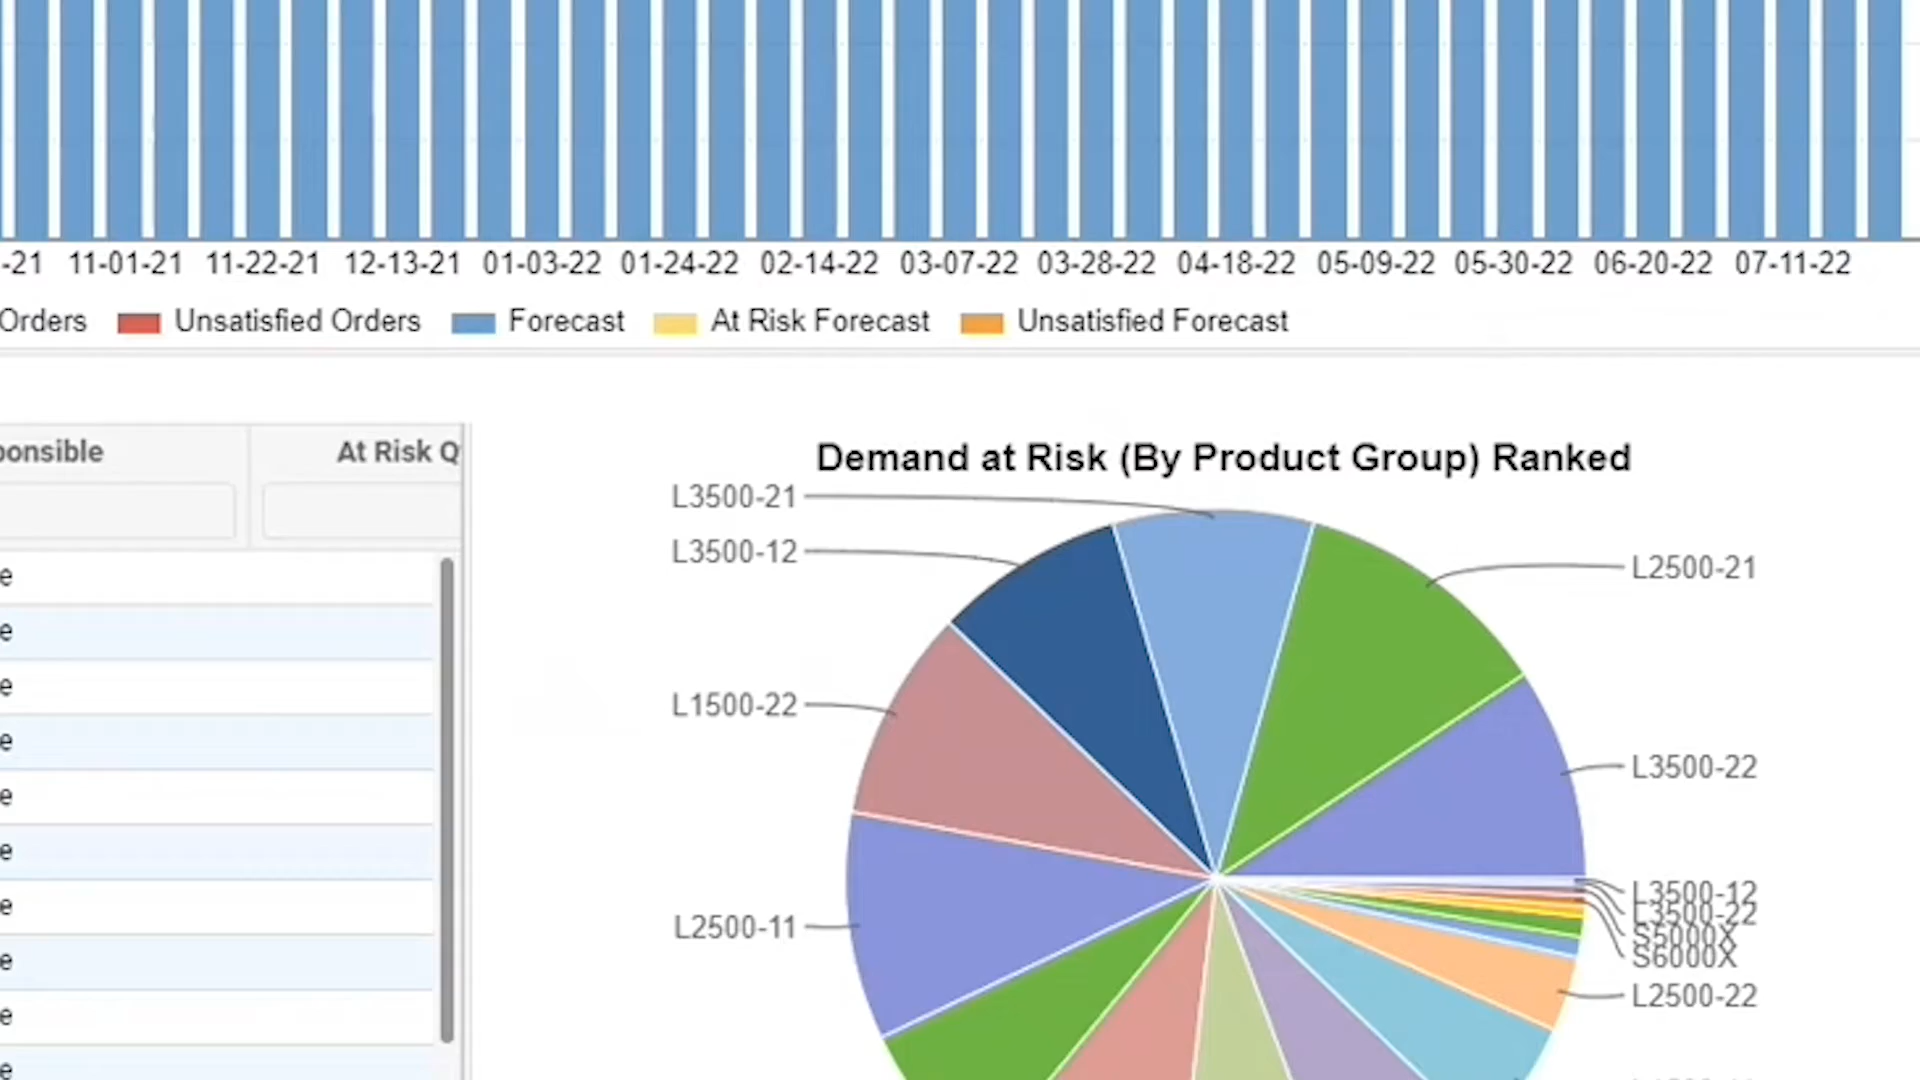 -21 11-01-21 11-22-21 12-13-21 01-03-22 01-24-22 02-14-22 03-07-22 03-28-22 04-18-22 05-09-22 05-30-22 06-20-22 07-11-22
Orders Unsatisfied Orders Forecast At Risk Forecast Unsatisfied Forecast
ponsible At Risk Q
Demand at Risk (By Product Group) Ranked
L3500-21
L3500-12
L2500-21
L1500-22
L3500-22
L3500-12
L3500-22
L2500-11
S5000X
S6000X
L2500-22
e
e
e
e
e
e
e
e
e
e